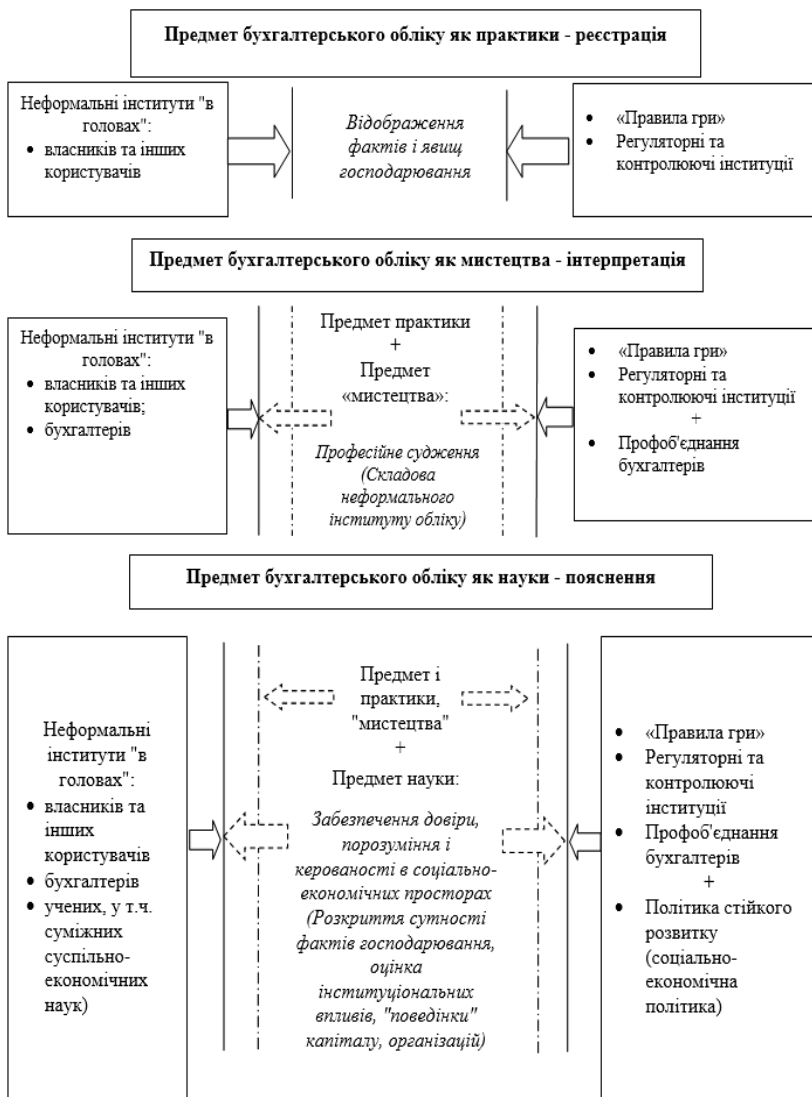 Предмет бухгалтерського обліку як практики - реєстрація
Неформальні інститути "в
головах":
• власників та інших
користувачів
Відображення
фактів і явищ
господарювання
• «Правила гри»
• Регуляторні та
контролюючі інституції
Предмет бухгалтерського обліку як мистецтва - інтерпретація
Неформальні інститути "в
головах":
• власників та інших
користувачів;
• бухгалтерів
Предмет практики
+
Предмет
«мистецтва»:
Професійне судження
(Складова
неформального
інституту обліку)
• «Правила гри»
• Регуляторні та
контролюючі інституції
+
• Профоб'єднання
бухгалтерів
Предмет бухгалтерського обліку як науки - пояснення
Неформальні
інститути "в
головах":
• власників та
інших
користувачів
• бухгалтерів
• учених, у т.ч.
суміжних
суспільно-
економічних
наук)
Предмет і
практики,
"мистецтва"
+
Предмет науки:
Забезпечення довіри,
порозуміння і
керованості в соціально-
економічних просторах
(Розкриття сутності
фактів господарювання,
оцінка
інституціональних
впливів, "поведінки"
капіталу, організацій)
• «Правила гри»
• Регуляторні та
контролюючі
інституції
• Профоб'єднання
бухгалтерів
+
• Політика стійкого
розвитку
(соціально-
економічна
політика)